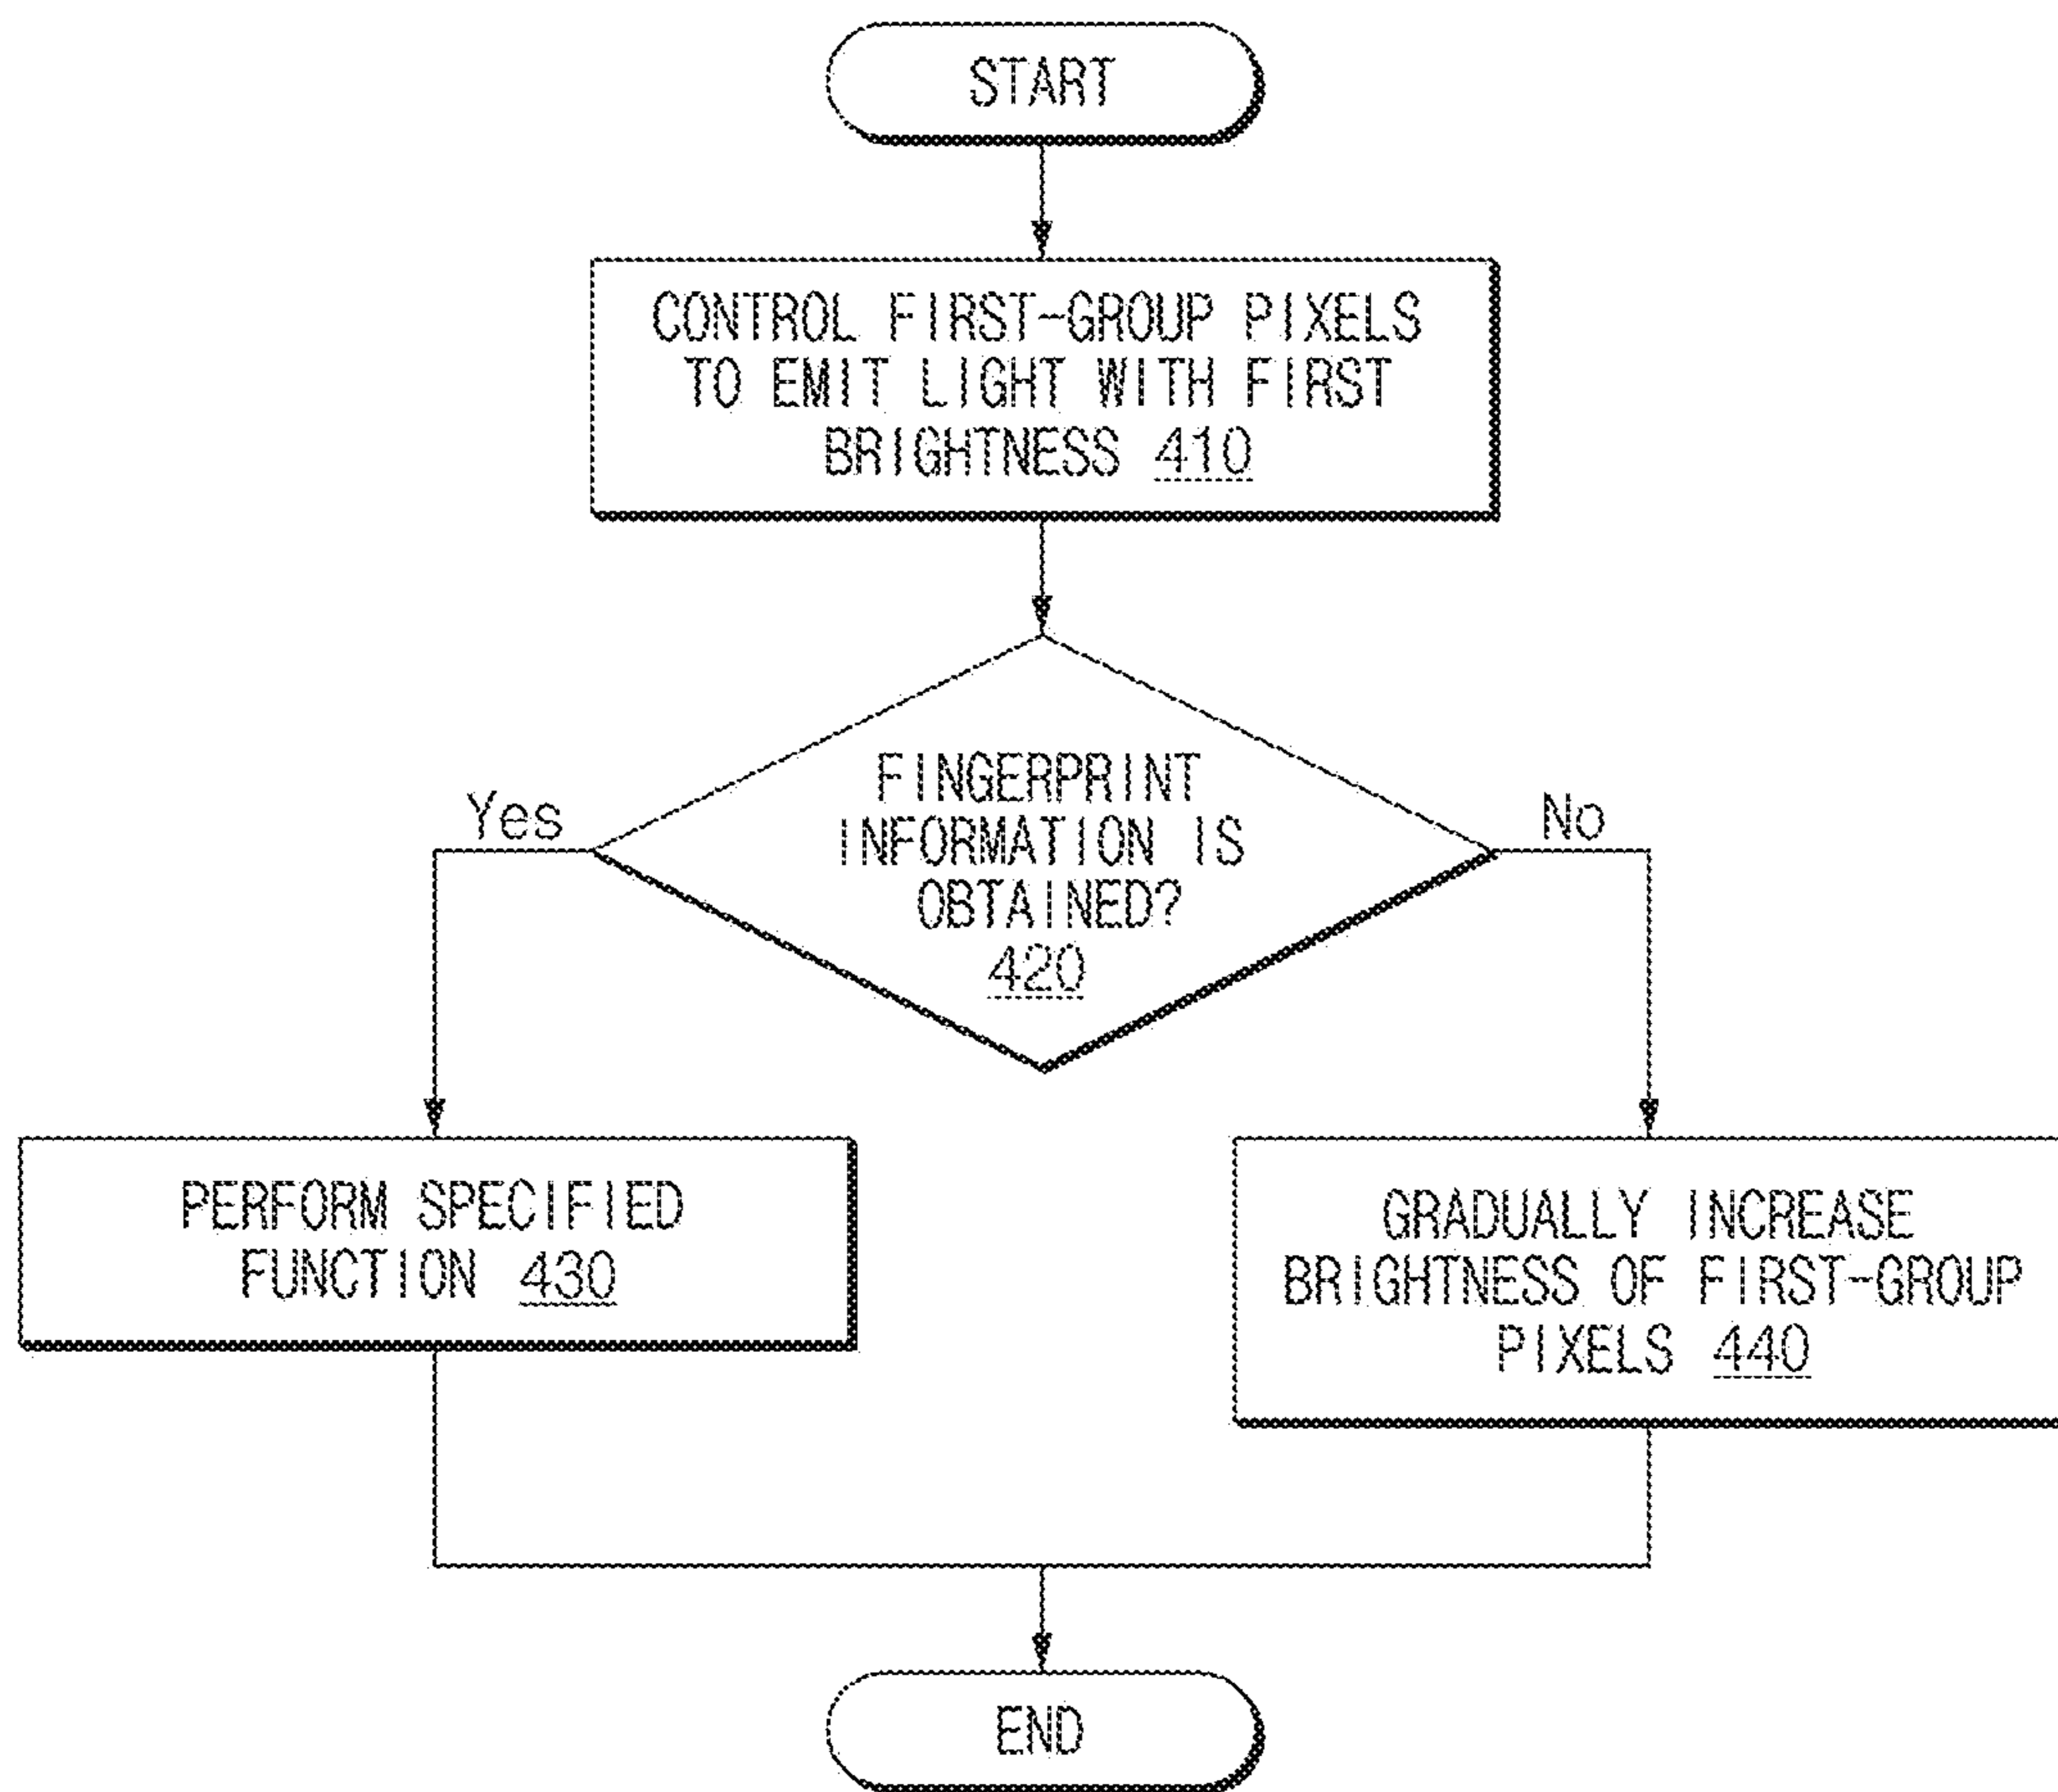 START
CONTROL FIRST-GROUP PIXELS
TO EMIT LIGHT WITH FIRST
BRIGHTNESS 410
FINGERPRINT
INFORMATION IS
OBTAINED?
420
Yes
No
PERFORM SPECIFIED
FUNCTION 430
GRADUALLY INCREASE
BRIGHTNESS OF FIRST-GROUP
PIXELS 440
END